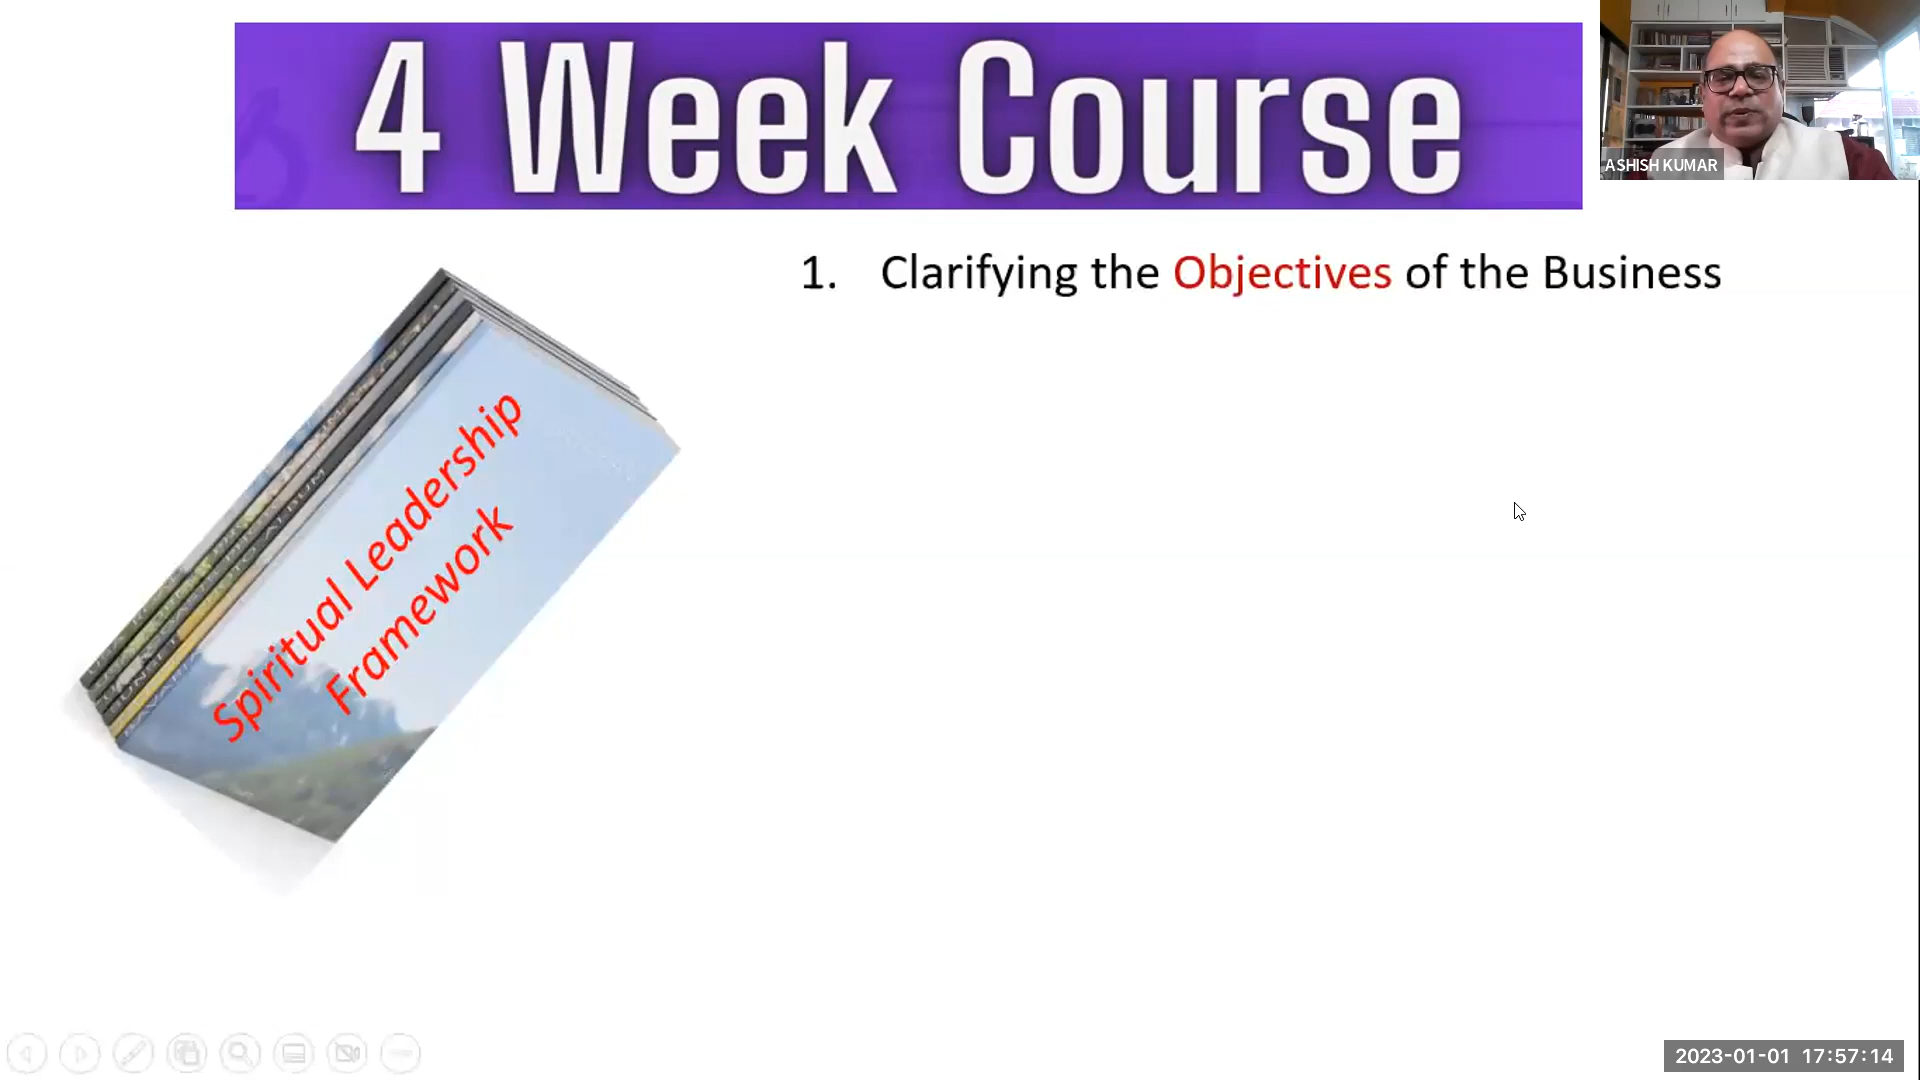 4 Week Course
ASHISH KUMAR
1. Clarifying the Objectives of the Business
Spiritual Leadership
Framework
2023-01-01 17:57:14